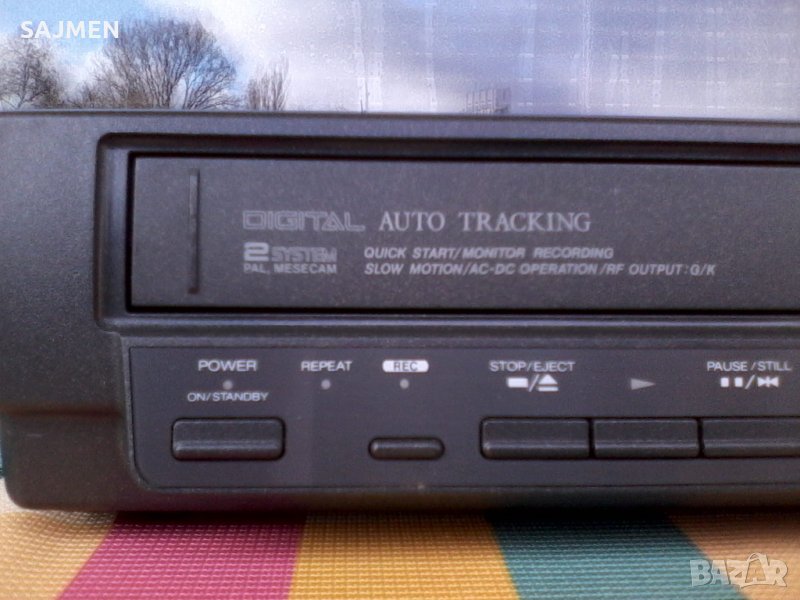 SAJMEN
DIGITAL AUTO TRACKING
2 SYSTEM
PAL, MESECAM
QUICK START/MONITOR RECORDING
SLOW MOTION/AC-DC OPERATION/RF OUTPUT: G/K
POWER
ON/STANDBY
REPEAT
REC
STOP/EJECT
PAUSE/STILL
BAZAR